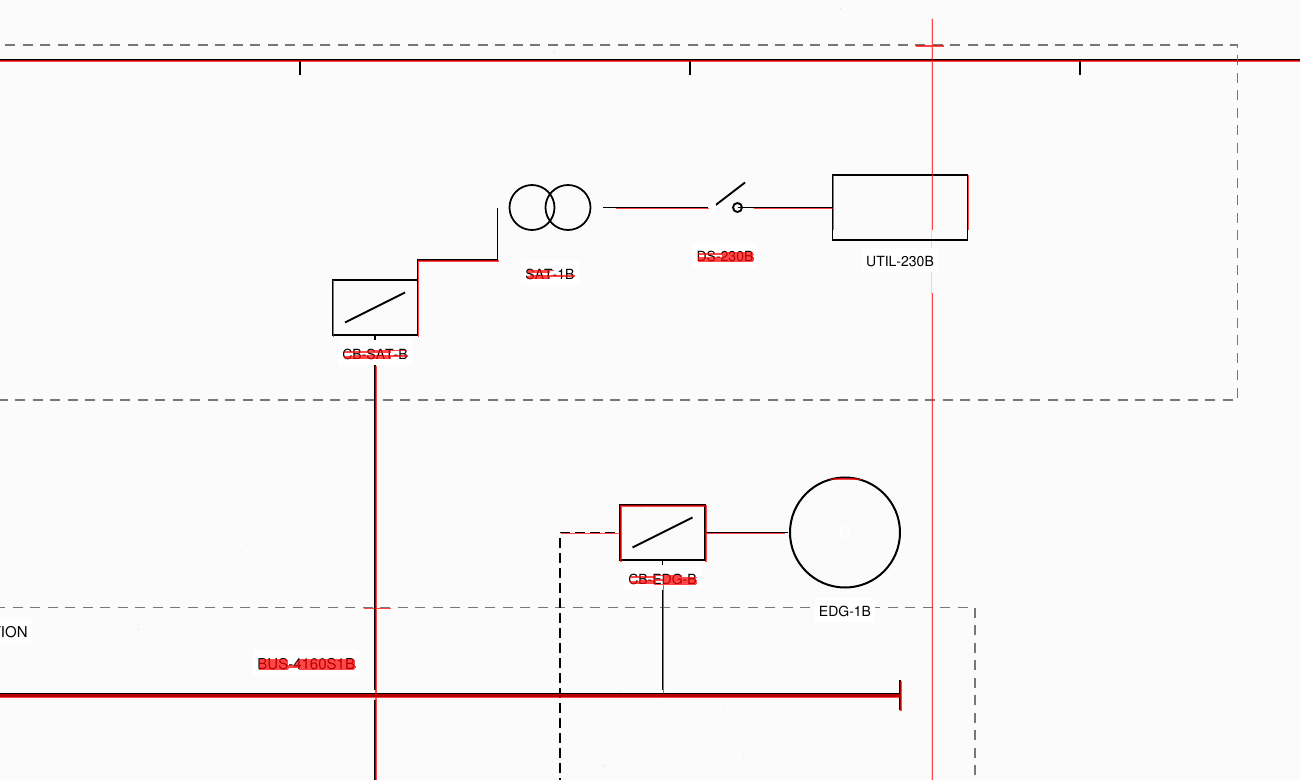 DS-230B
UTIL-230B
SAT-1B
CB-SAT-B
CB-EDG-B
EDG-1B
TION
BUS-4160S1B